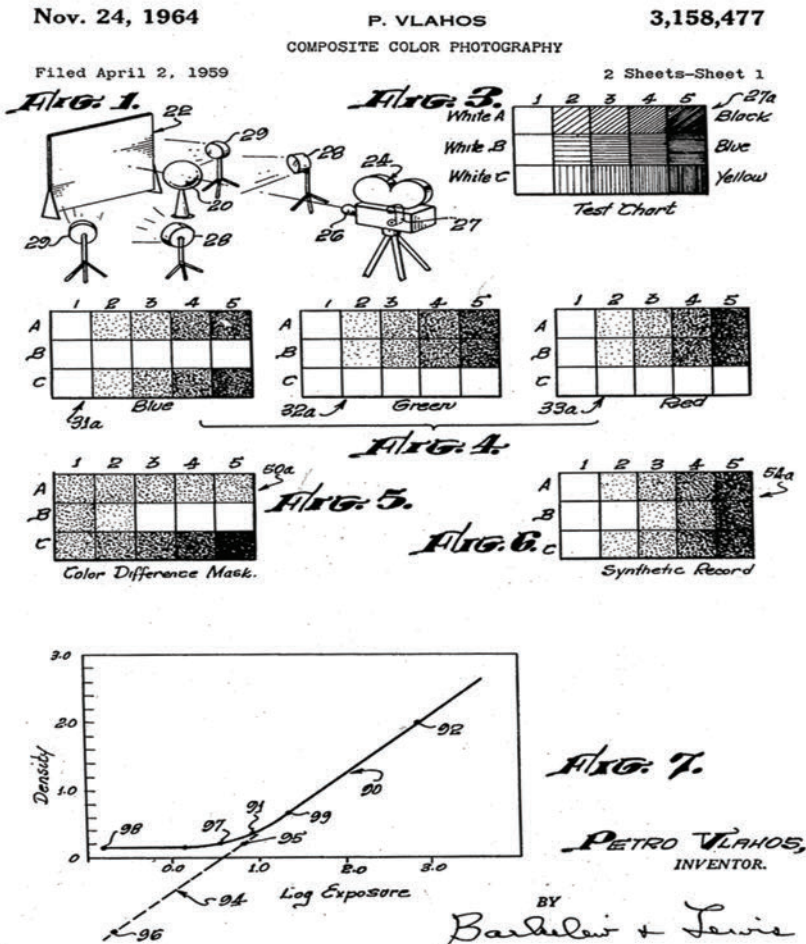 Nov. 24, 1964 P. VLAHOS 3,158,477
COMPOSITE COLOR PHOTOGRAPHY
Filed April 2, 1959 2 Sheets-Sheet 1
FIG. 1.
22
29
28
20
29
28
24
26
27
FIG. 3.
1 2 3 4 5
27a
White A Black
White B Blue
White C Yellow
Test Chart
1 2 3 4 5
A
B
C
31a
Blue
1 2 3 4 5
A
B
C
32a
Green
1 2 3 4 5
A
B
C
33a
Red
FIG. 4.
1 2 3 4 5
A
B
C
50a
Color Difference Mask.
FIG. 5.
FIG. 6.
1 2 3 4 5
A
B
C
54a
Synthetic Record
3.0
2.0
1.0
0
Density
98
97
91
95
99
90
92
94
96
0.0 1.0 2.0 3.0
Log Exposure
FIG. 7.
PETRO VLAHOS,
INVENTOR.
BY
Lewis